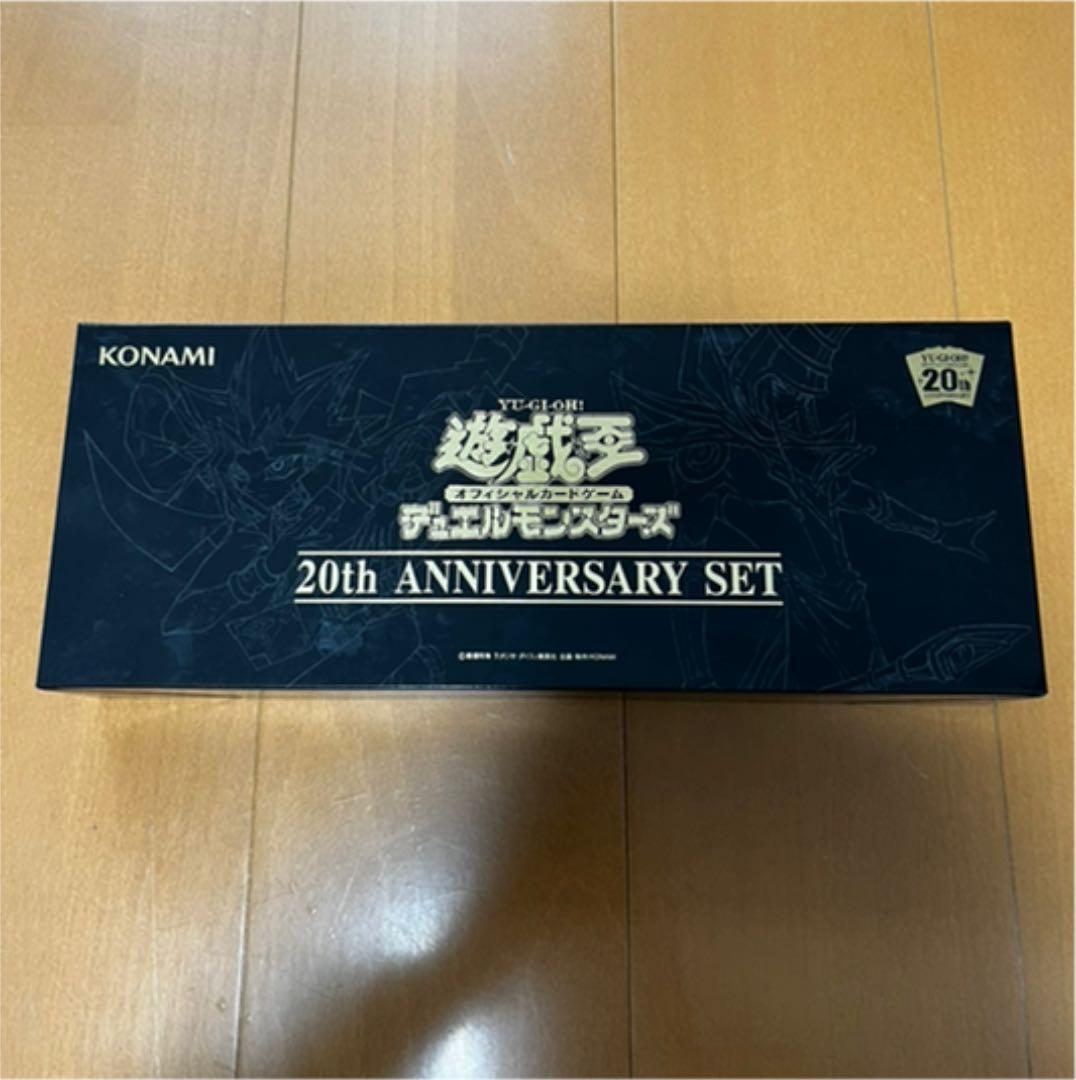 KONAMI
YU-GI-OH!
20th
YU-GI-OH!
遊戯王
オフィシャルカードゲーム
デュエルモンスターズ
20th ANNIVERSARY SET